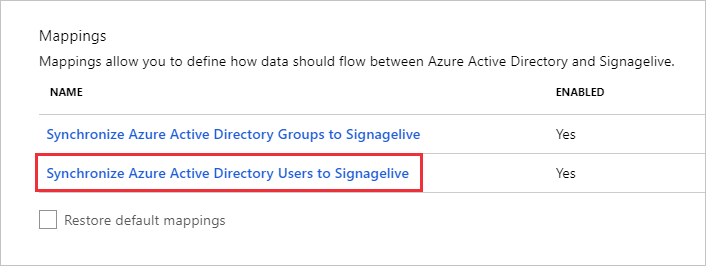 Mappings
Mappings allow you to define how data should flow between Azure Active Directory and Signagelive.
NAME ENABLED
Synchronize Azure Active Directory Groups to Signagelive Yes
Synchronize Azure Active Directory Users to Signagelive Yes
Restore default mappings